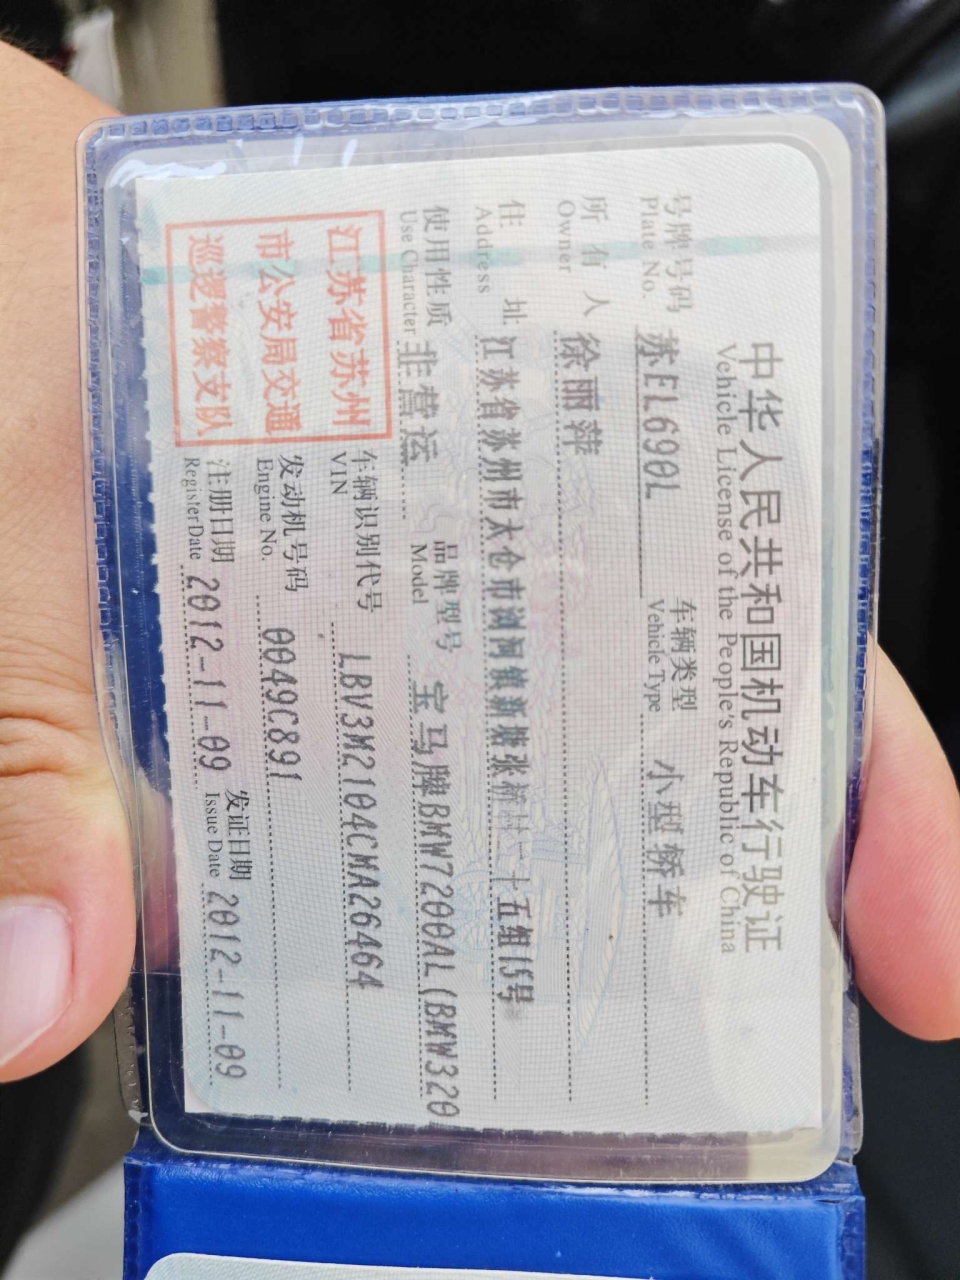 中华人民共和国机动车行驶证
Vehicle License of the People's Republic of China
号牌号码 苏EL690L 车辆类型 小型轿车
Plate No. Vehicle Type
所有人 徐丽萍
Owner
住址 江苏省苏州市太仓市浏河镇新塘张桥村二十五组15号
Address
使用性质 非营运 品牌型号 宝马牌BMW7200AL(BMW320
Use Character Model
江苏省苏州
市公安局交通
巡逻警察支队
车辆识别代号 LBV3M2104CMA26464
VIN
发动机号码 0049C891
Engine No.
注册日期 2012-11-09 发证日期 2012-11-09
Register Date Issue Date